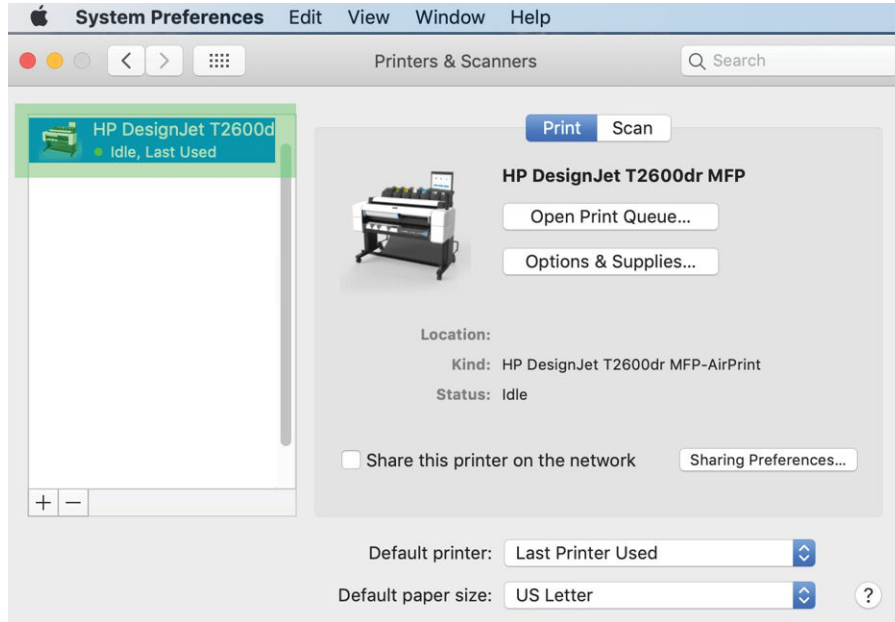 System Preferences Edit View Window Help
Printers & Scanners
Search
HP DesignJet T2600d
Idle, Last Used
Print Scan
HP DesignJet T2600dr MFP
Open Print Queue...
Options & Supplies...
Location:
Kind: HP DesignJet T2600dr MFP-AirPrint
Status: Idle
Share this printer on the network Sharing Preferences...
+ −
Default printer: Last Printer Used
Default paper size: US Letter ?